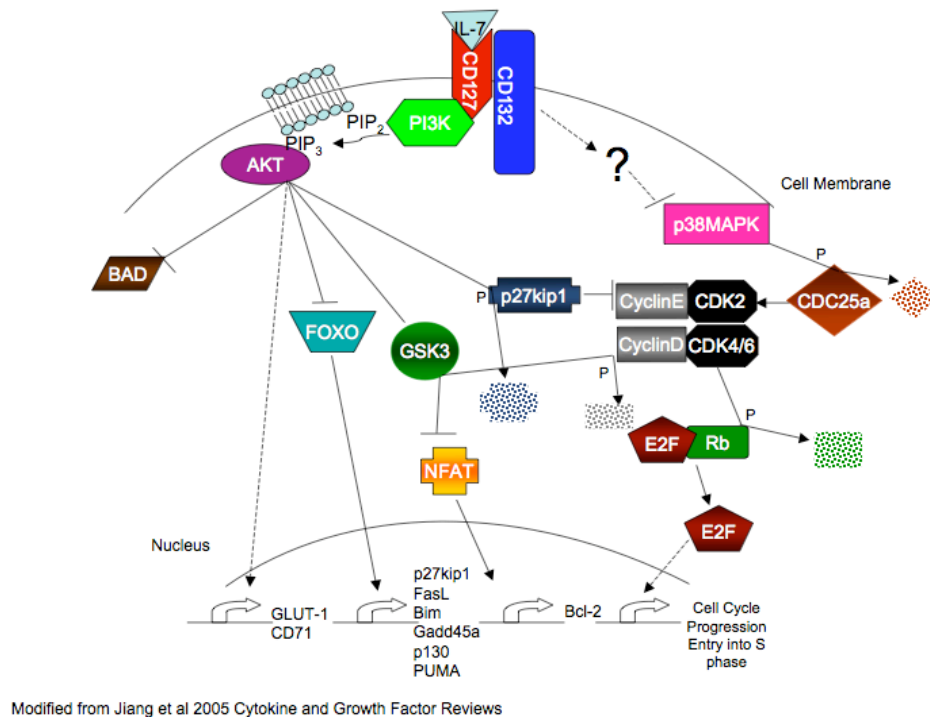 IL-7
CD127
CD132
PI3K
PIP2
PIP3
AKT
?
Cell Membrane
p38MAPK
P
BAD
P
p27kip1
CyclinE
CDK2
CDC25a
FOXO
GSK3
CyclinD
CDK4/6
P
P
E2F
Rb
NFAT
E2F
Nucleus
GLUT-1
CD71
p27kip1
FasL
Bim
Gadd45a
p130
PUMA
Bcl-2
Cell Cycle
Progression
Entry into S
phase
Modified from Jiang et al 2005 Cytokine and Growth Factor Reviews